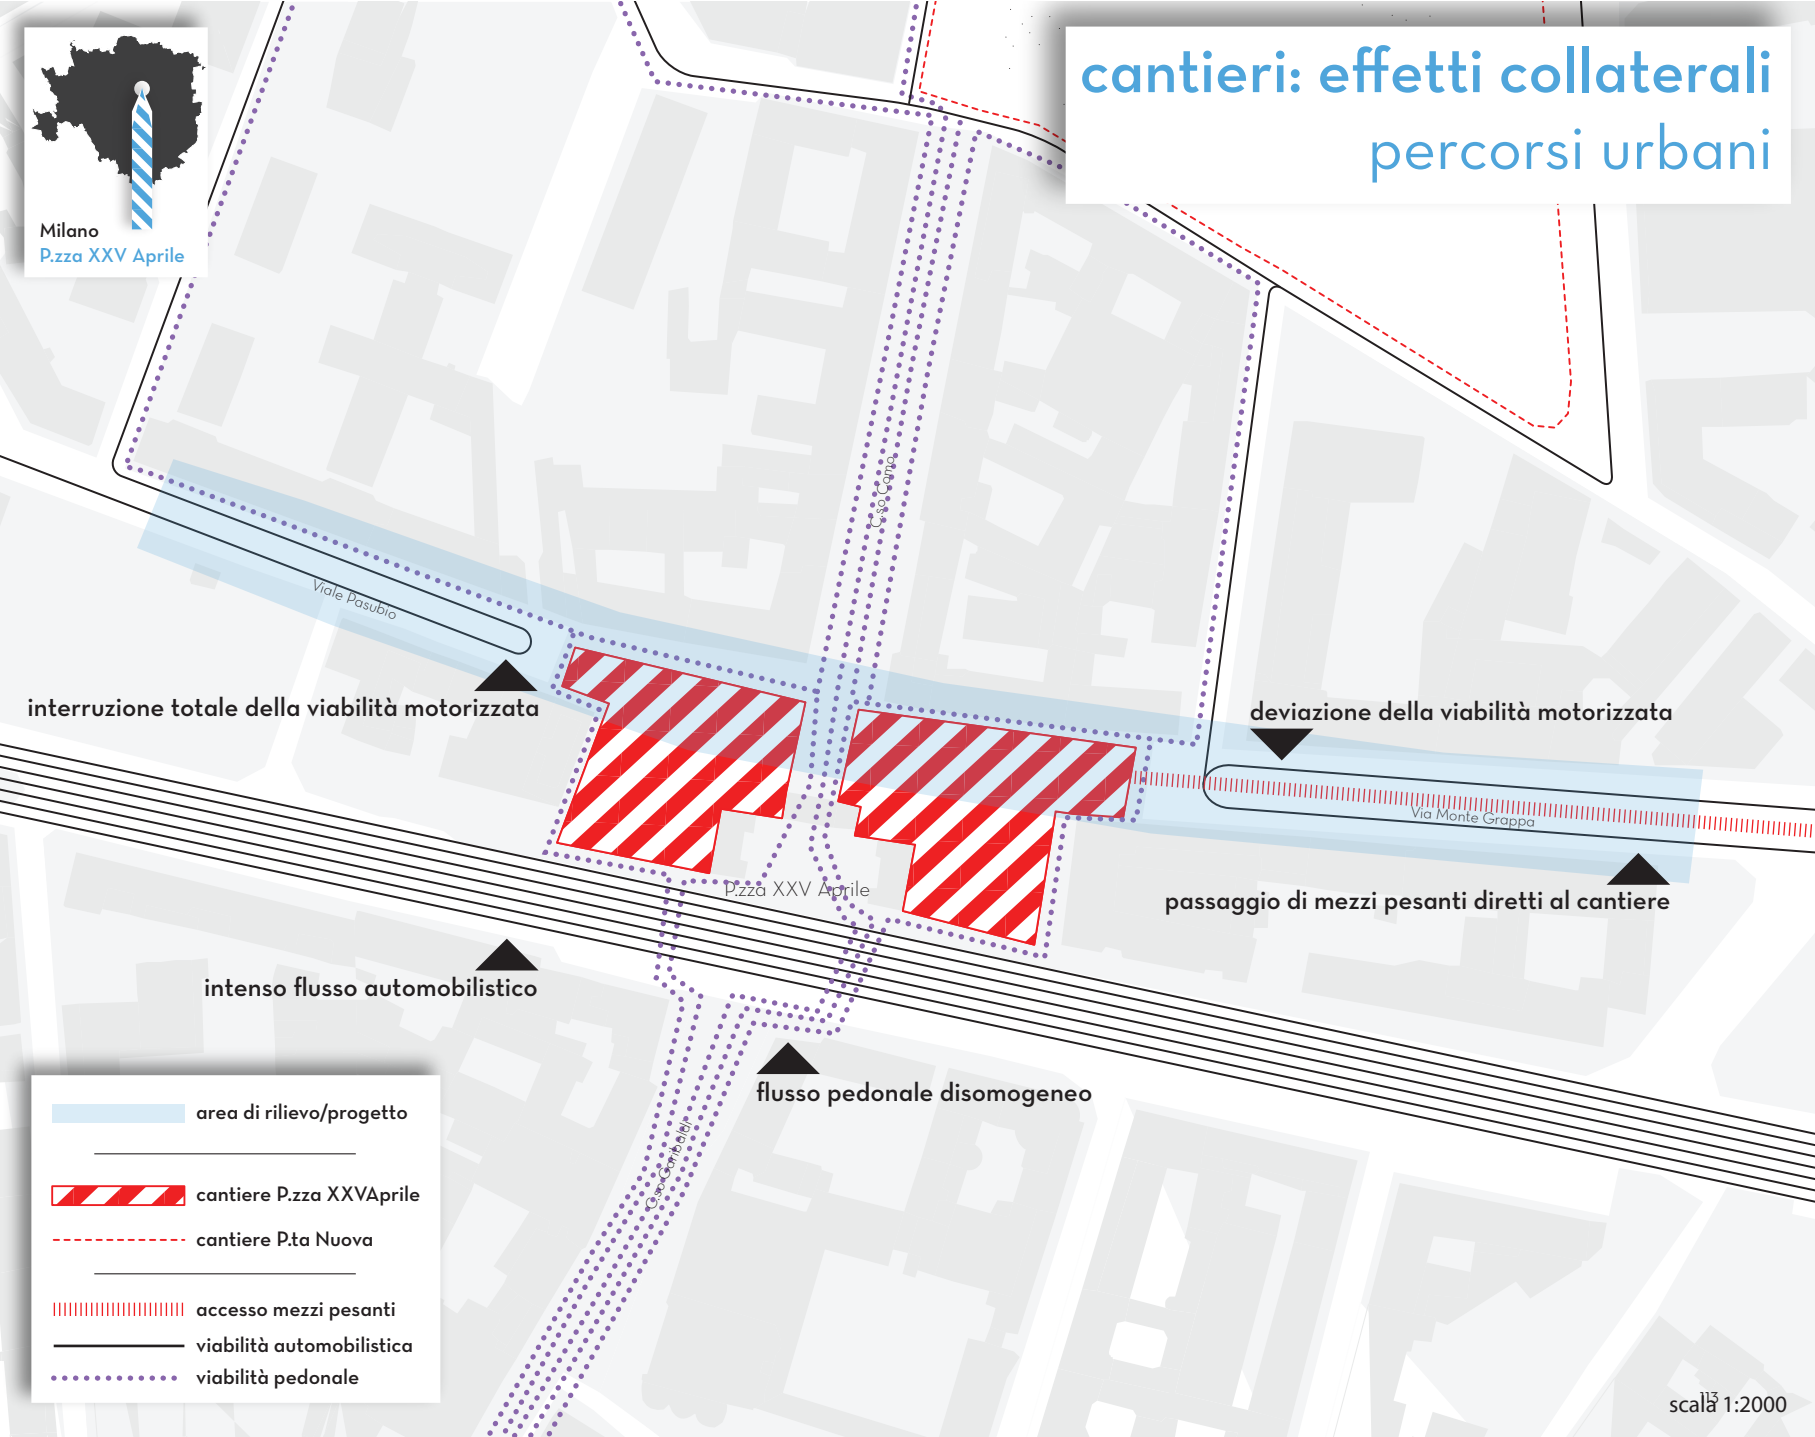 cantieri: effetti collaterali
percorsi urbani
Milano
P.zza XXV Aprile
C.so Como
Viale Pasubio
interruzione totale della viabilità motorizzata
deviazione della viabilità motorizzata
Via Monte Grappa
P.zza XXV Aprile
passaggio di mezzi pesanti diretti al cantiere
intenso flusso automobilistico
flusso pedonale disomogeneo
C.so Garibaldi
area di rilievo/progetto
cantiere P.zza XXVAprile
cantiere P.ta Nuova
accesso mezzi pesanti
viabilità automobilistica
viabilità pedonale
113
scala 1:2000